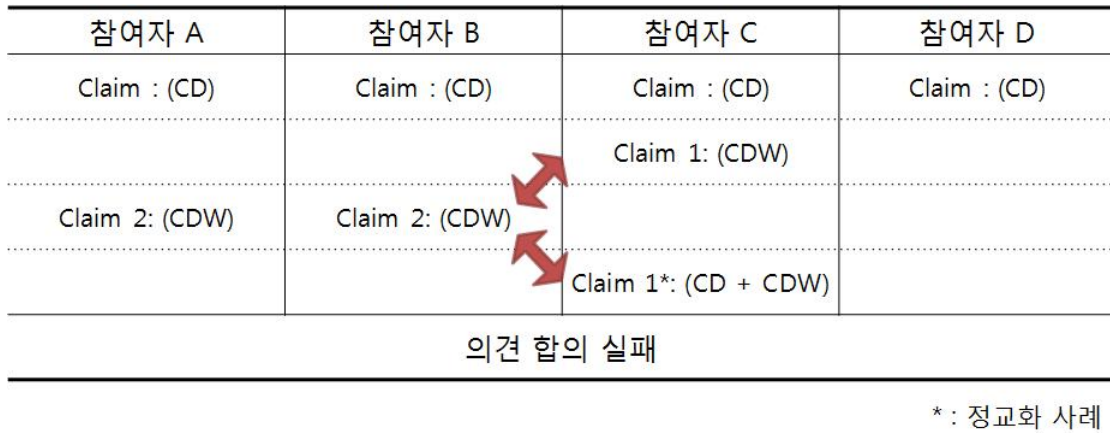 참여자 A 참여자 B 참여자 C 참여자 D
Claim : (CD) Claim : (CD) Claim : (CD) Claim : (CD)
Claim 1: (CDW)
Claim 2: (CDW) Claim 2: (CDW)
Claim 1*: (CD + CDW)
의견 합의 실패
* : 정교화 사례